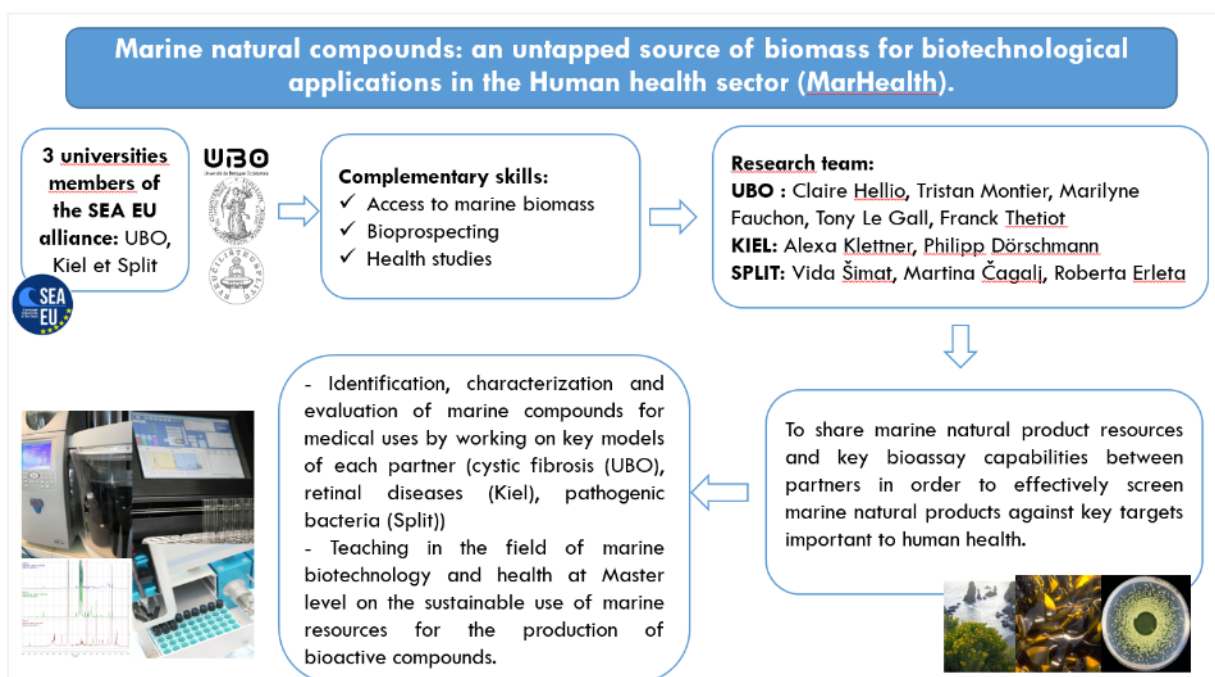 Marine natural compounds: an untapped source of biomass for biotechnological
applications in the Human health sector (MarHealth).
3 universities
members of
the SEA EU
alliance: UBO,
Kiel et Split
SEA
EU
UBO
Université de Bretagne Occidentale
Complementary skills:
✓ Access to marine biomass
✓ Bioprospecting
✓ Health studies
Research team:
UBO : Claire Hellio, Tristan Montier, Marilyne
Fauchon, Tony Le Gall, Franck Thetiot
KIEL: Alexa Klettner, Philipp Dörschmann
SPLIT: Vida Šimat, Martina Čagalj, Roberta Erleta
To share marine natural product resources
and key bioassay capabilities between
partners in order to effectively screen
marine natural products against key targets
important to human health.
- Identification, characterization and
evaluation of marine compounds for
medical uses by working on key models
of each partner (cystic fibrosis (UBO),
retinal diseases (Kiel), pathogenic
bacteria (Split))
- Teaching in the field of marine
biotechnology and health at Master
level on the sustainable use of marine
resources for the production of
bioactive compounds.